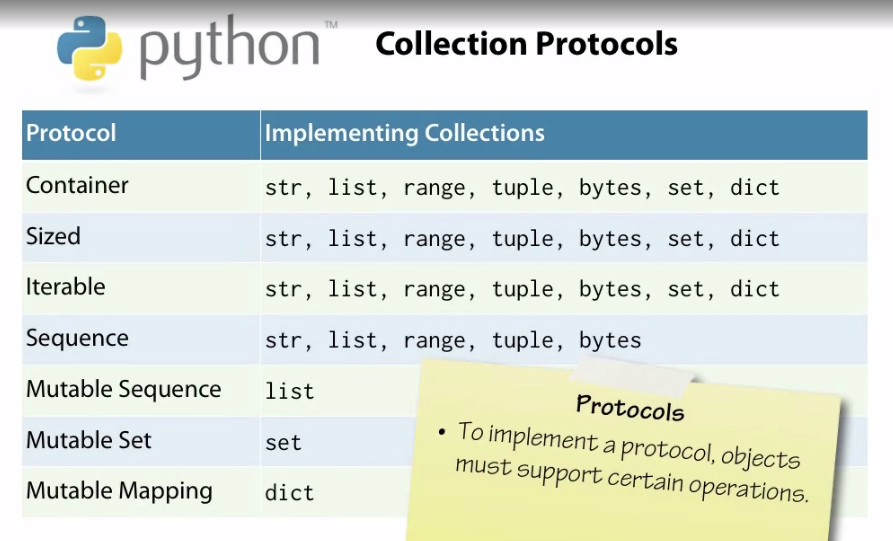 python™
Collection Protocols
Protocol Implementing Collections
Container str, list, range, tuple, bytes, set, dict
Sized str, list, range, tuple, bytes, set, dict
Iterable str, list, range, tuple, bytes, set, dict
Sequence str, list, range, tuple, bytes
Mutable Sequence list
Mutable Set set
Mutable Mapping dict
Protocols
• To implement a protocol, objects
must support certain operations.